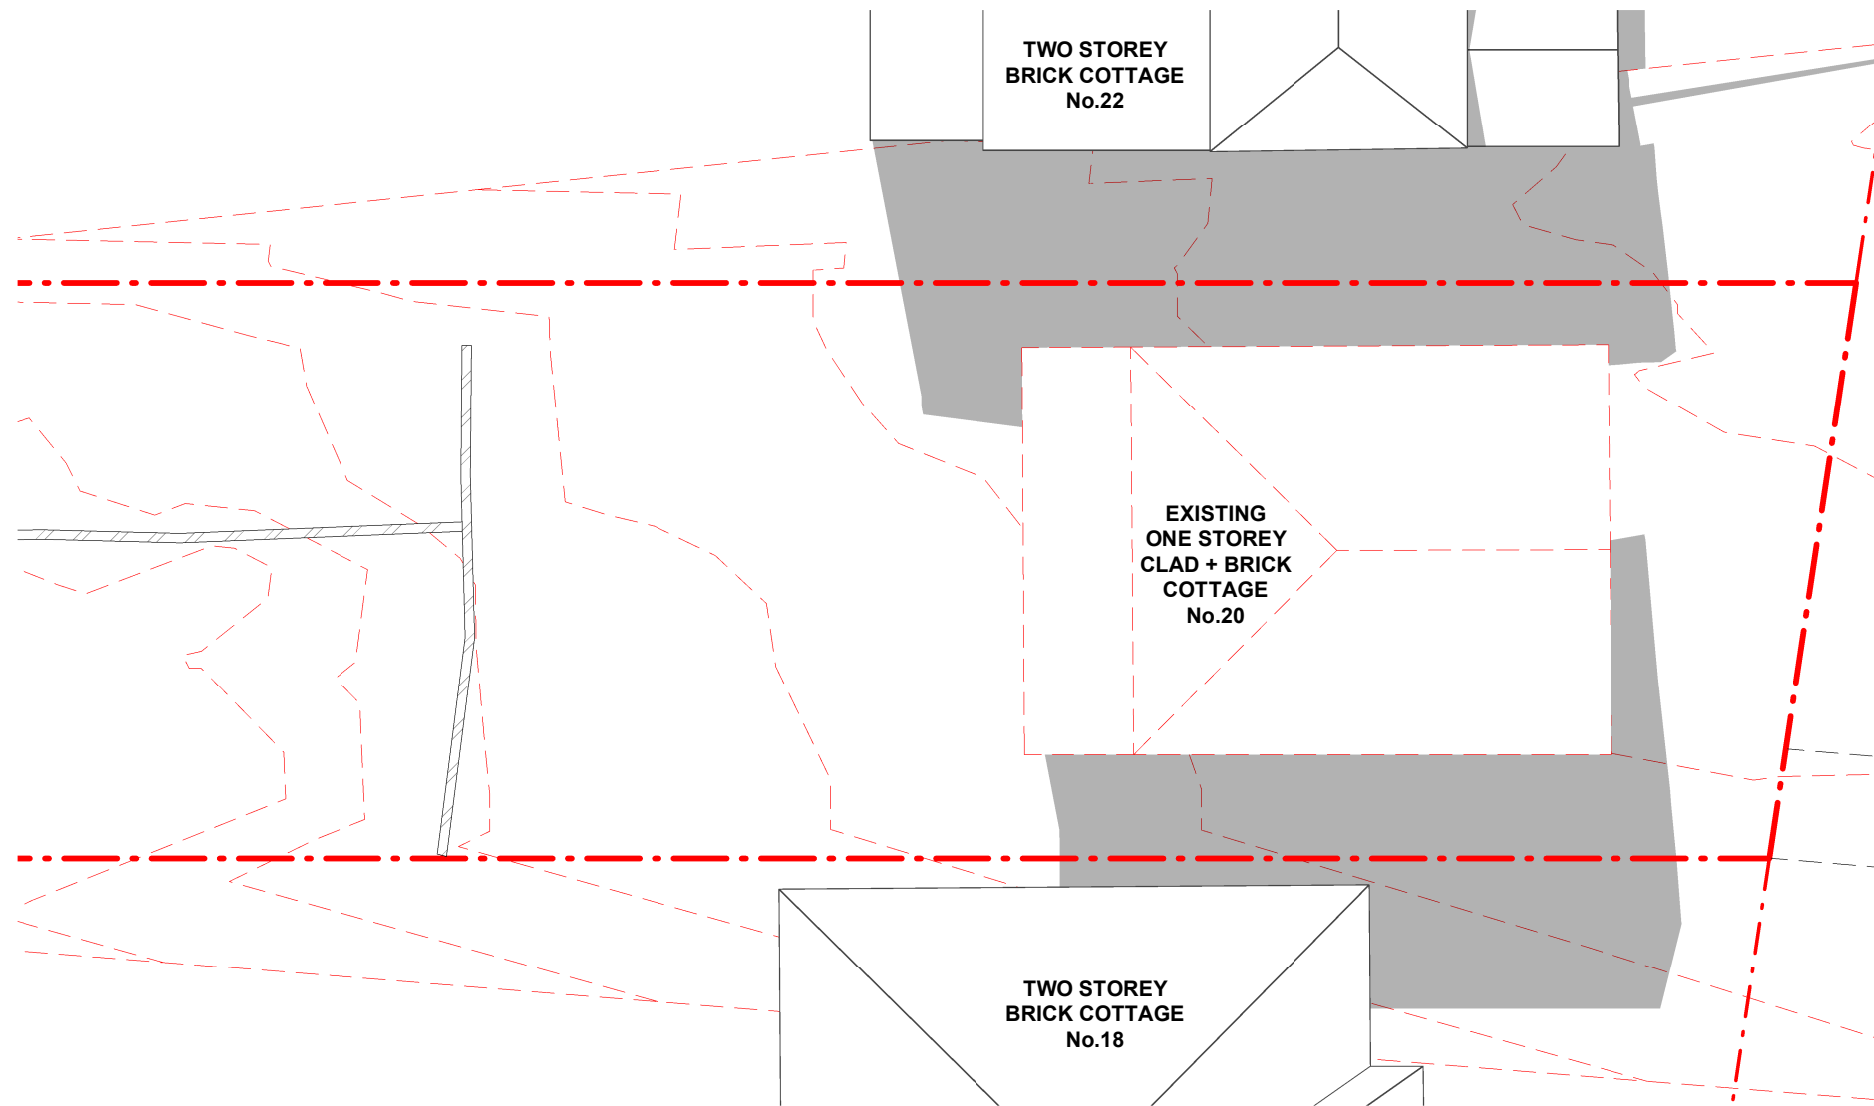 TWO STOREY
BRICK COTTAGE
No.22
EXISTING
ONE STOREY
CLAD + BRICK
COTTAGE
No.20
TWO STOREY
BRICK COTTAGE
No.18